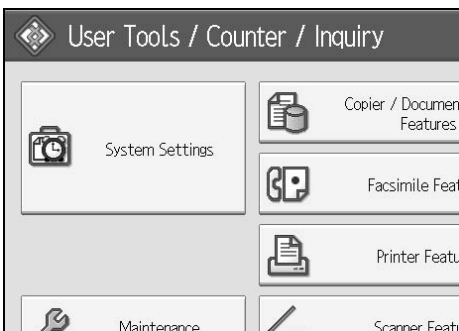 User Tools / Counter / Inquiry
System Settings
Copier / Documen
Features
Facsimile Feat
Printer Featu
Maintenance
Scanner Featu